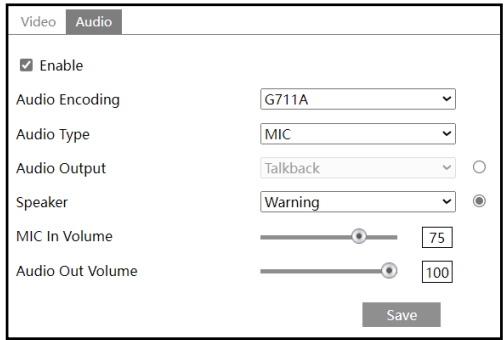 Video Audio
Enable
Audio Encoding G711A
Audio Type MIC
Audio Output Talkback
Speaker Warning
MIC In Volume 75
Audio Out Volume 100
Save